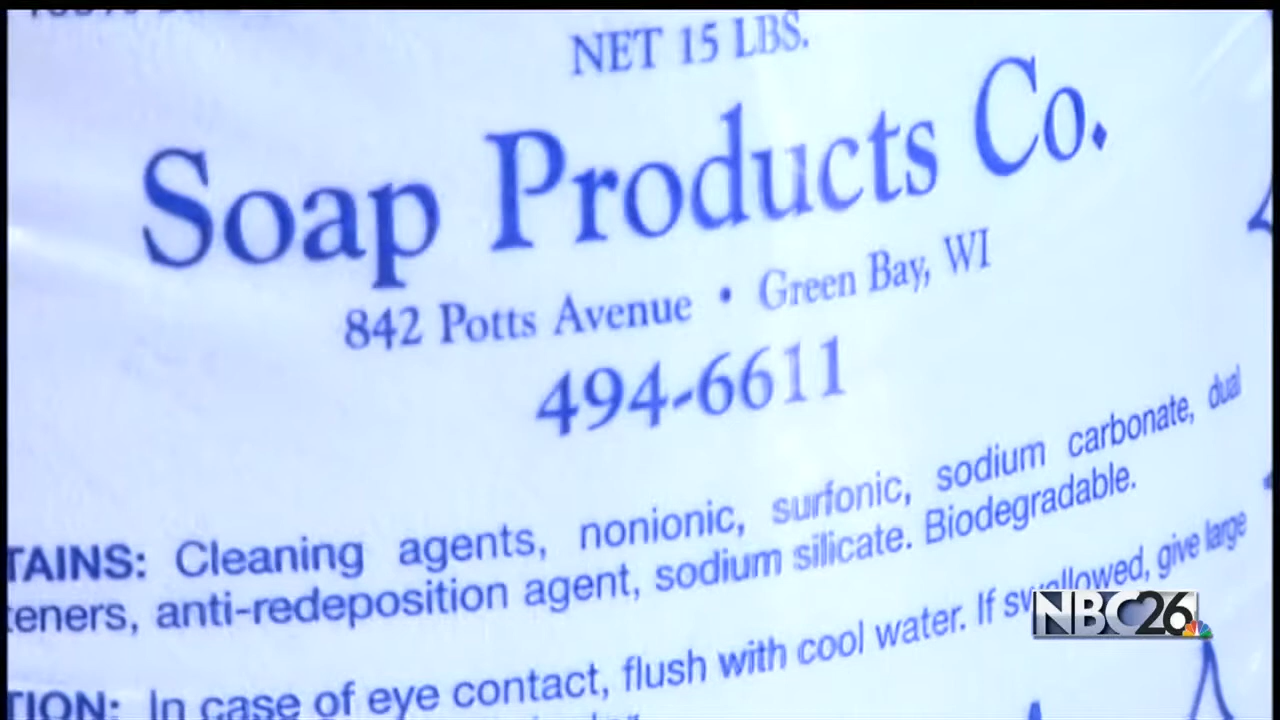 NET 15 LBS.
Soap Products Co.
842 Potts Avenue • Green Bay, WI
494-6611
TAINS: Cleaning agents, nonionic, surfonic, sodium carbonate, dual
eners, anti-redeposition agent, sodium silicate. Biodegradable.
TION: In case of eye contact, flush with cool water. If swallowed, give large
NBC26